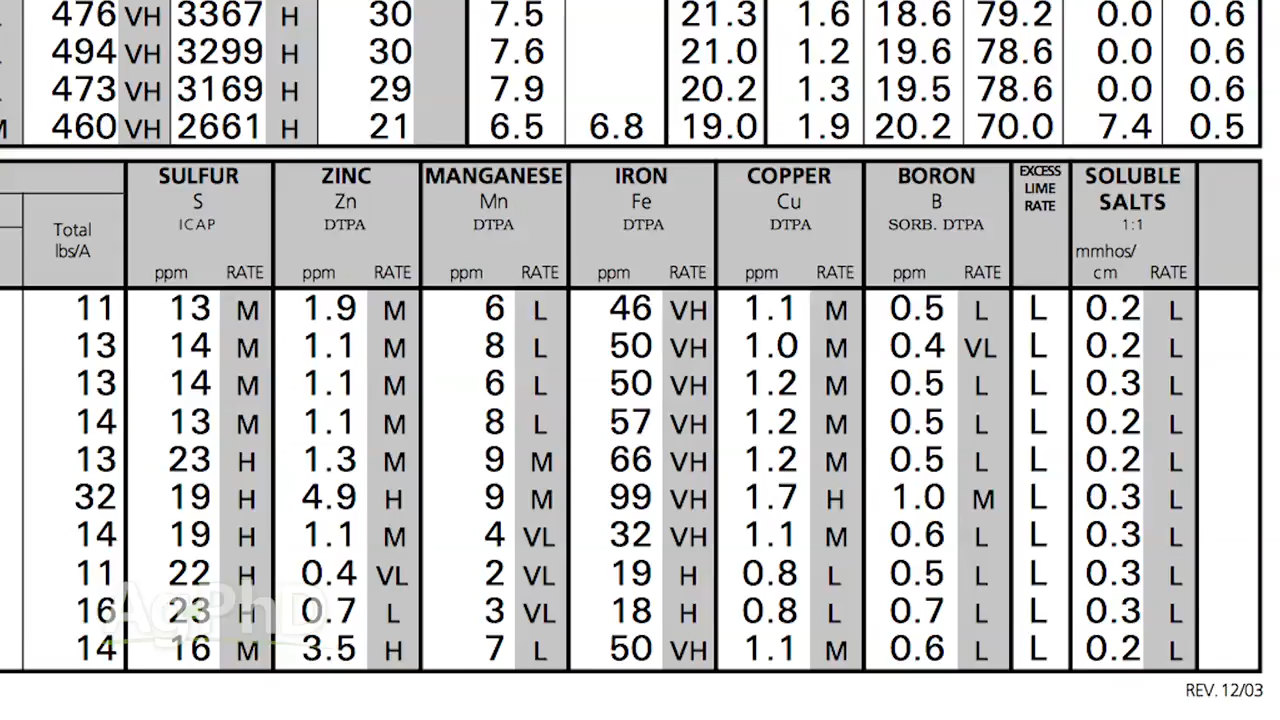 476 VH 3367 H 30 7.5 21.3 1.6 18.6 79.2 0.0 0.6
494 VH 3299 H 30 7.6 21.0 1.2 19.6 78.6 0.0 0.6
473 VH 3169 H 29 7.9 20.2 1.3 19.5 78.6 0.0 0.6
M 460 VH 2661 H 21 6.5 6.8 19.0 1.9 20.2 70.0 7.4 0.5
SULFUR ZINC MANGANESE IRON COPPER BORON EXCESS LIME RATE SOLUBLE SALTS
S Zn Mn Fe Cu B
Total lbs/A ICAP DTPA DTPA DTPA DTPA SORB. DTPA 1:1
ppm RATE ppm RATE ppm RATE ppm RATE ppm RATE ppm RATE mmhos/cm RATE
11 13 M 1.9 M 6 L 46 VH 1.1 M 0.5 L L 0.2 L
13 14 M 1.1 M 8 L 50 VH 1.0 M 0.4 VL L 0.2 L
13 14 M 1.1 M 6 L 50 VH 1.2 M 0.5 L L 0.3 L
14 13 M 1.1 M 8 L 57 VH 1.2 M 0.5 L L 0.2 L
13 23 H 1.3 M 9 M 66 VH 1.2 M 0.5 L L 0.2 L
32 19 H 4.9 H 9 M 99 VH 1.7 H 1.0 M L 0.3 L
14 19 H 1.1 M 4 VL 32 VH 1.1 M 0.6 L L 0.3 L
11 22 H 0.4 VL 2 VL 19 H 0.8 L 0.5 L L 0.3 L
16 23 H 0.7 L 3 VL 18 H 0.8 L 0.7 L L 0.3 L
14 16 M 3.5 H 7 L 50 VH 1.1 M 0.6 L L 0.2 L
AgPhD
REV. 12/03